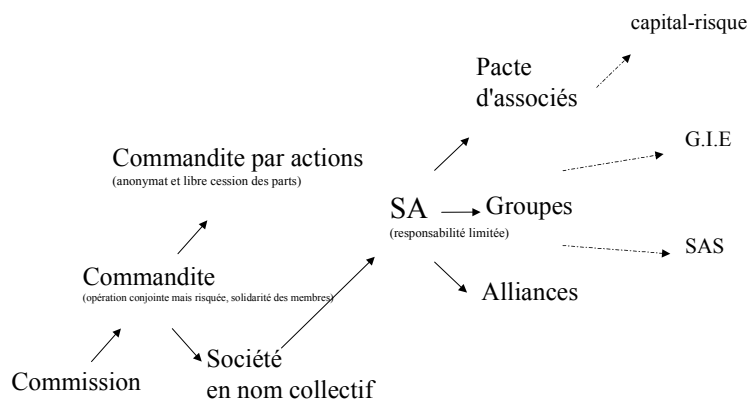 capital-risque
Pacte
d'associés
G.I.E
Commandite par actions
(anonymat et libre cession des parts)
SA
(responsabilité limitée)
Groupes
SAS
Commandite
(opération conjointe mais risquée, solidarité des membres)
Alliances
Société
en nom collectif
Commission